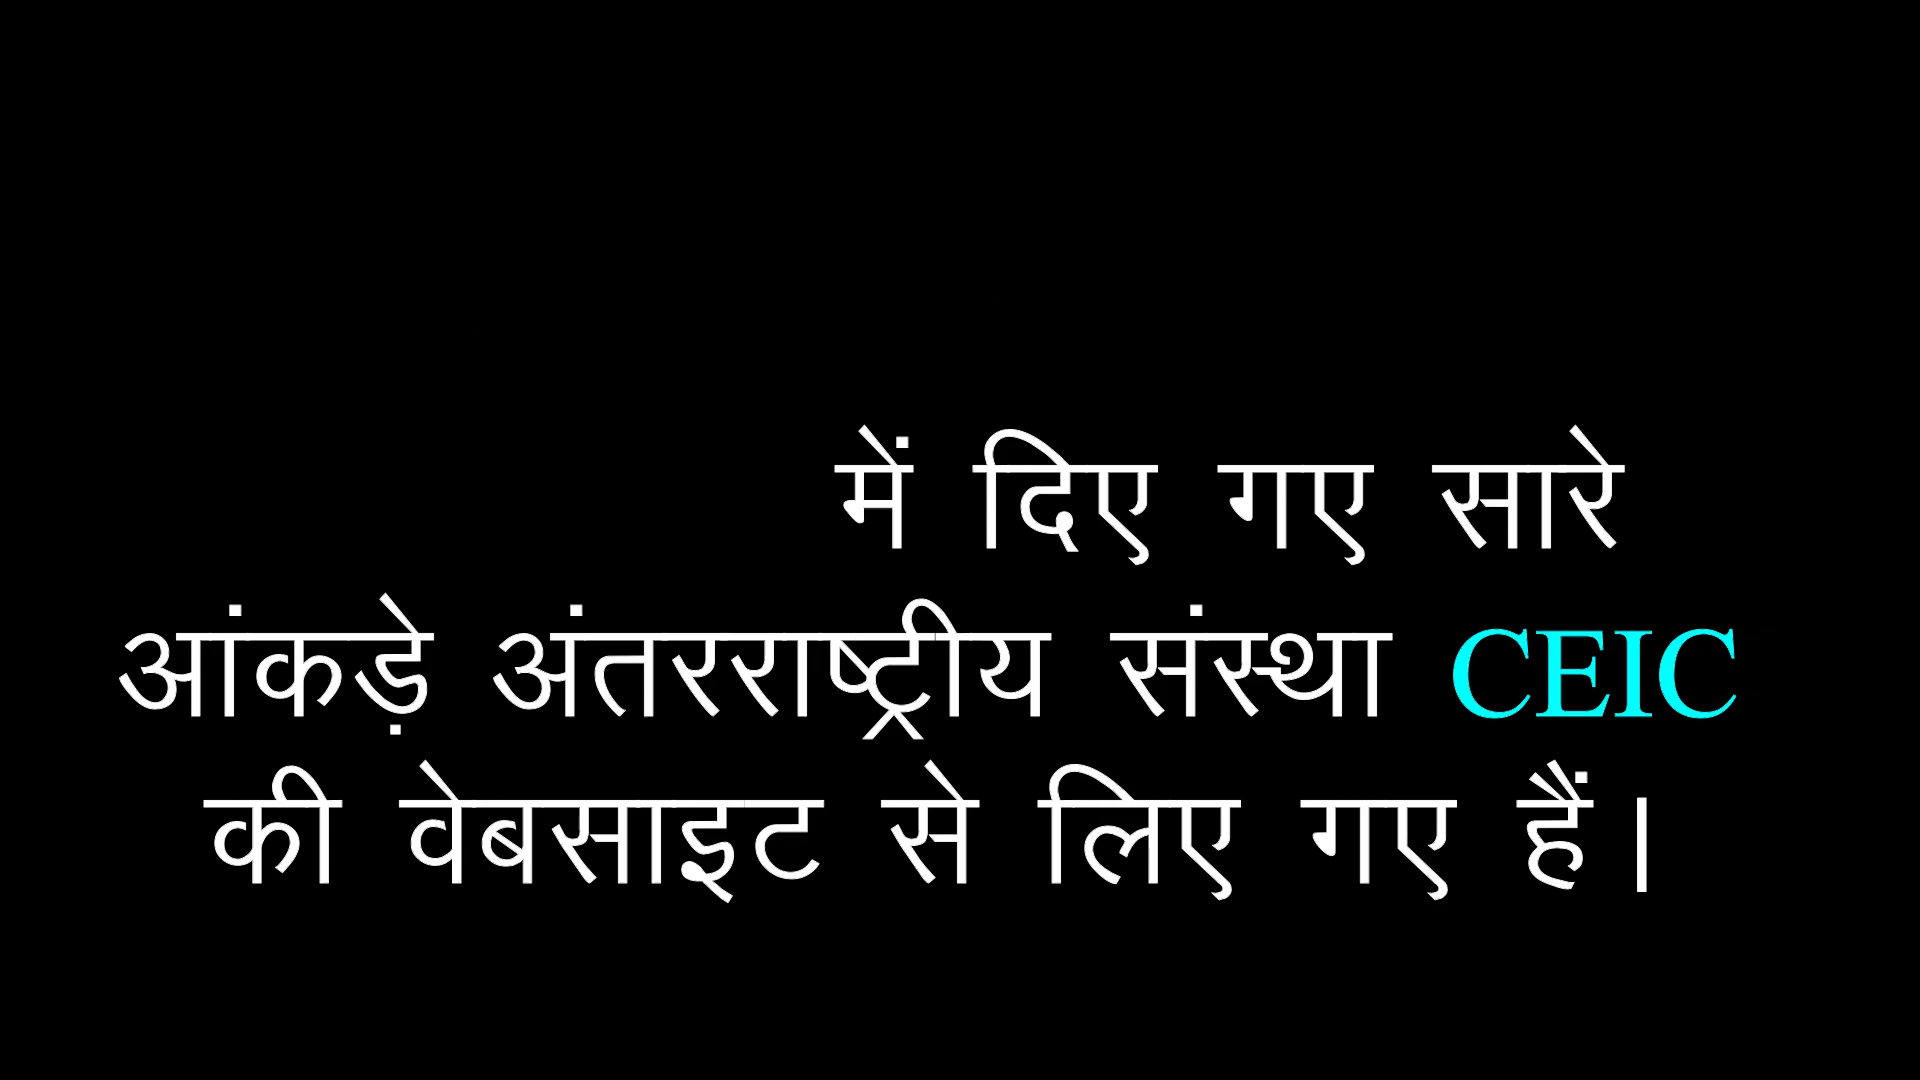 में दिए गए सारे
आंकड़े अंतरराष्ट्रीय संस्था CEIC
की वेबसाइट से लिए गए हैं।